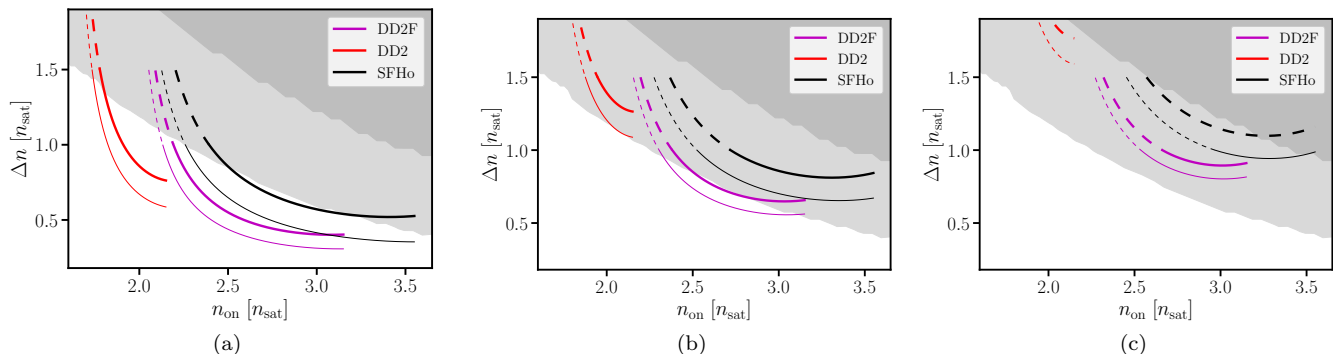 DD2F
DD2
SFHo
1.5
1.0
0.5
Δn [n_sat]
2.0 2.5 3.0 3.5
n_on [n_sat]
(a)
DD2F
DD2
SFHo
1.5
1.0
0.5
Δn [n_sat]
2.0 2.5 3.0 3.5
n_on [n_sat]
(b)
DD2F
DD2
SFHo
1.5
1.0
0.5
Δn [n_sat]
2.0 2.5 3.0 3.5
n_on [n_sat]
(c)